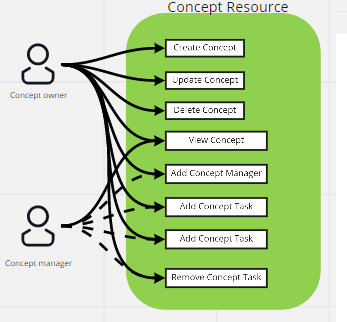 Concept Resource
Create Concept
Update Concept
Concept owner
Delete Concept
View Concept
Add Concept Manager
Add Concept Task
Add Concept Task
Concept manager
Remove Concept Task